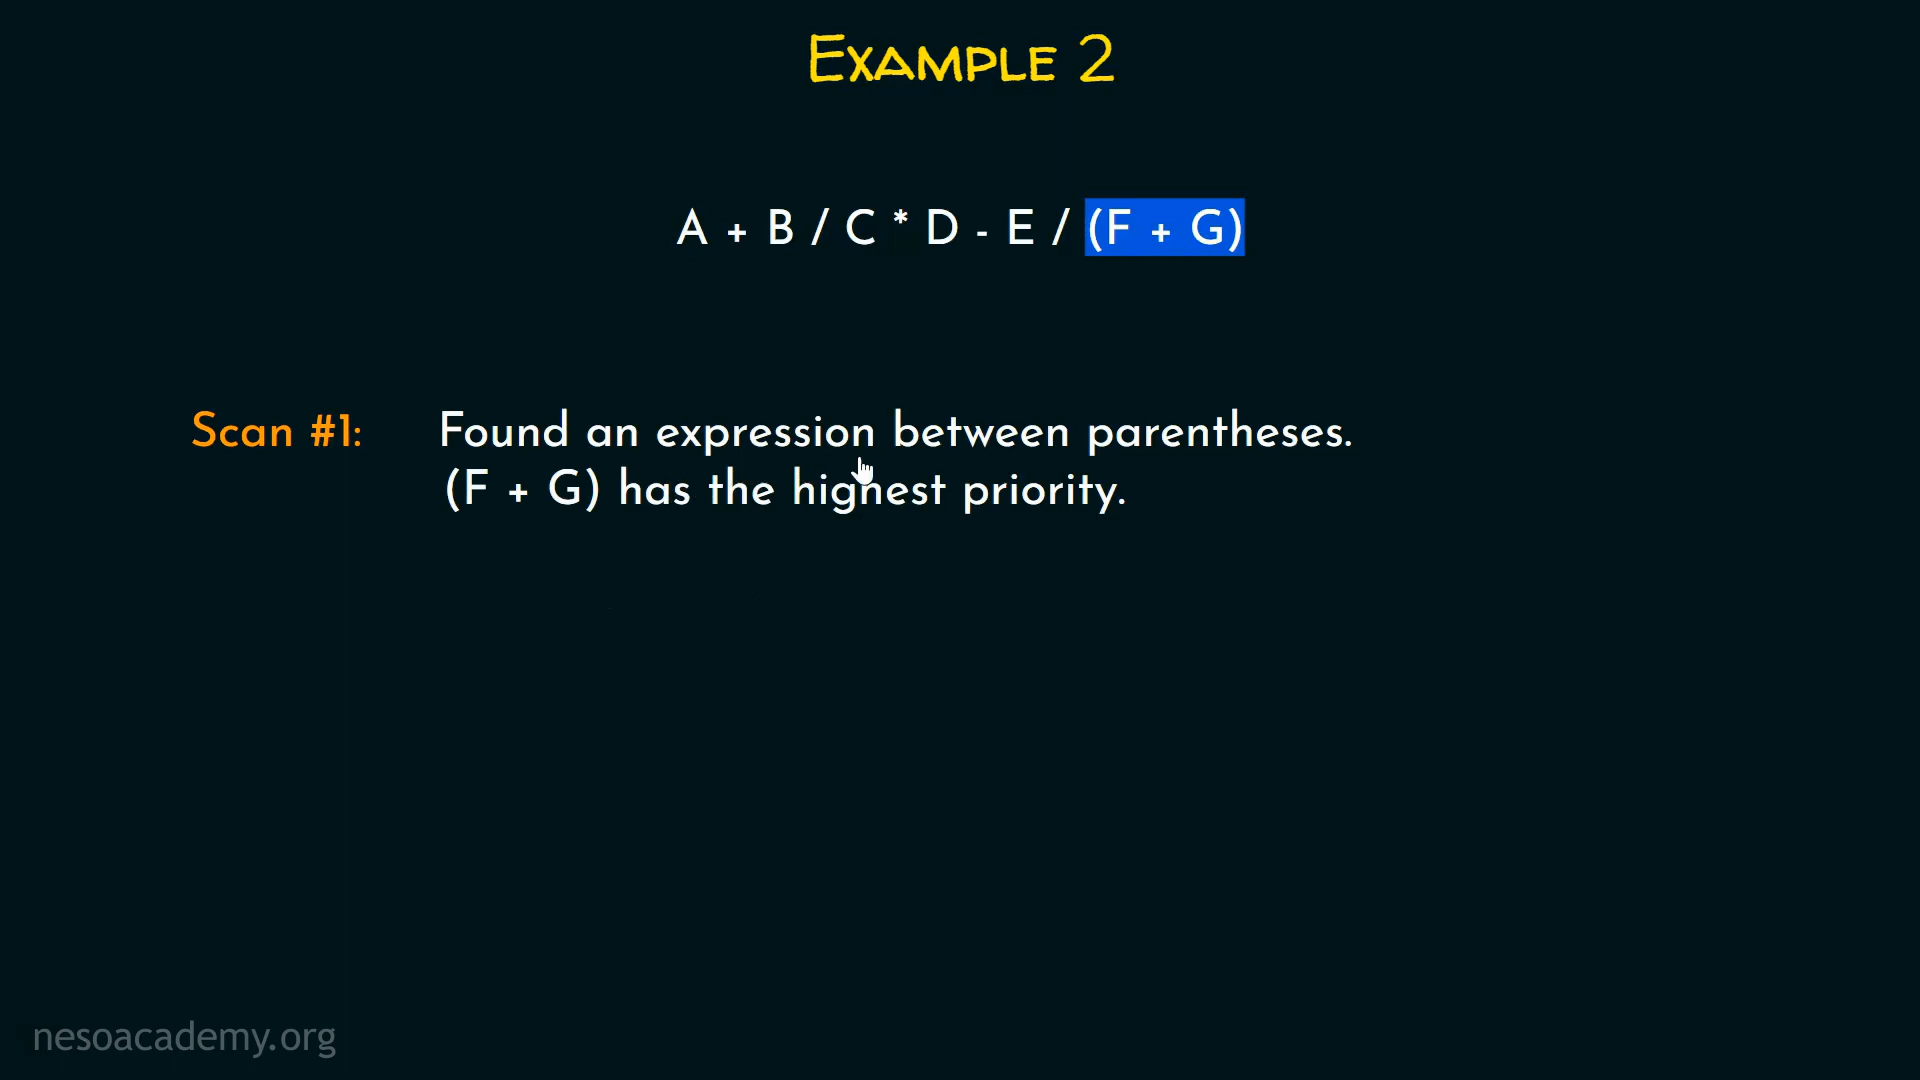 Example 2
A + B / C * D - E / (F + G)
Scan #1: Found an expression between parentheses.
(F + G) has the highest priority.
nesoacademy.org